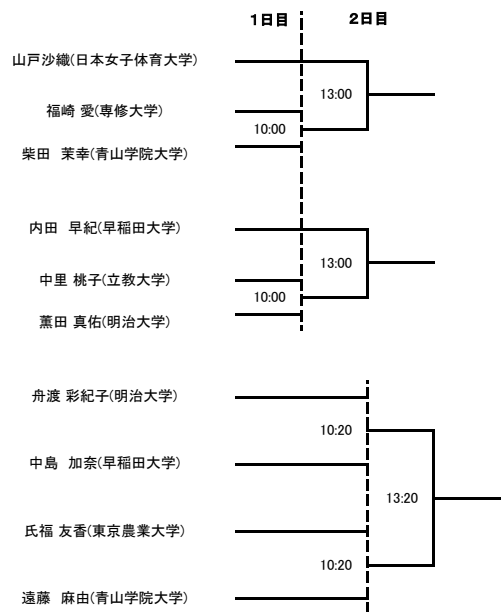 1日目 2日目
山戸沙織(日本女子体育大学)
13:00
福崎 愛(専修大学)
10:00
柴田　茉幸(青山学院大学)
内田　早紀(早稲田大学)
13:00
中里 桃子(立教大学)
10:00
薫田 真佑(明治大学)
舟渡 彩紀子(明治大学)
10:20
中島　加奈(早稲田大学)
13:20
氏福 友香(東京農業大学)
10:20
遠藤　麻由(青山学院大学)